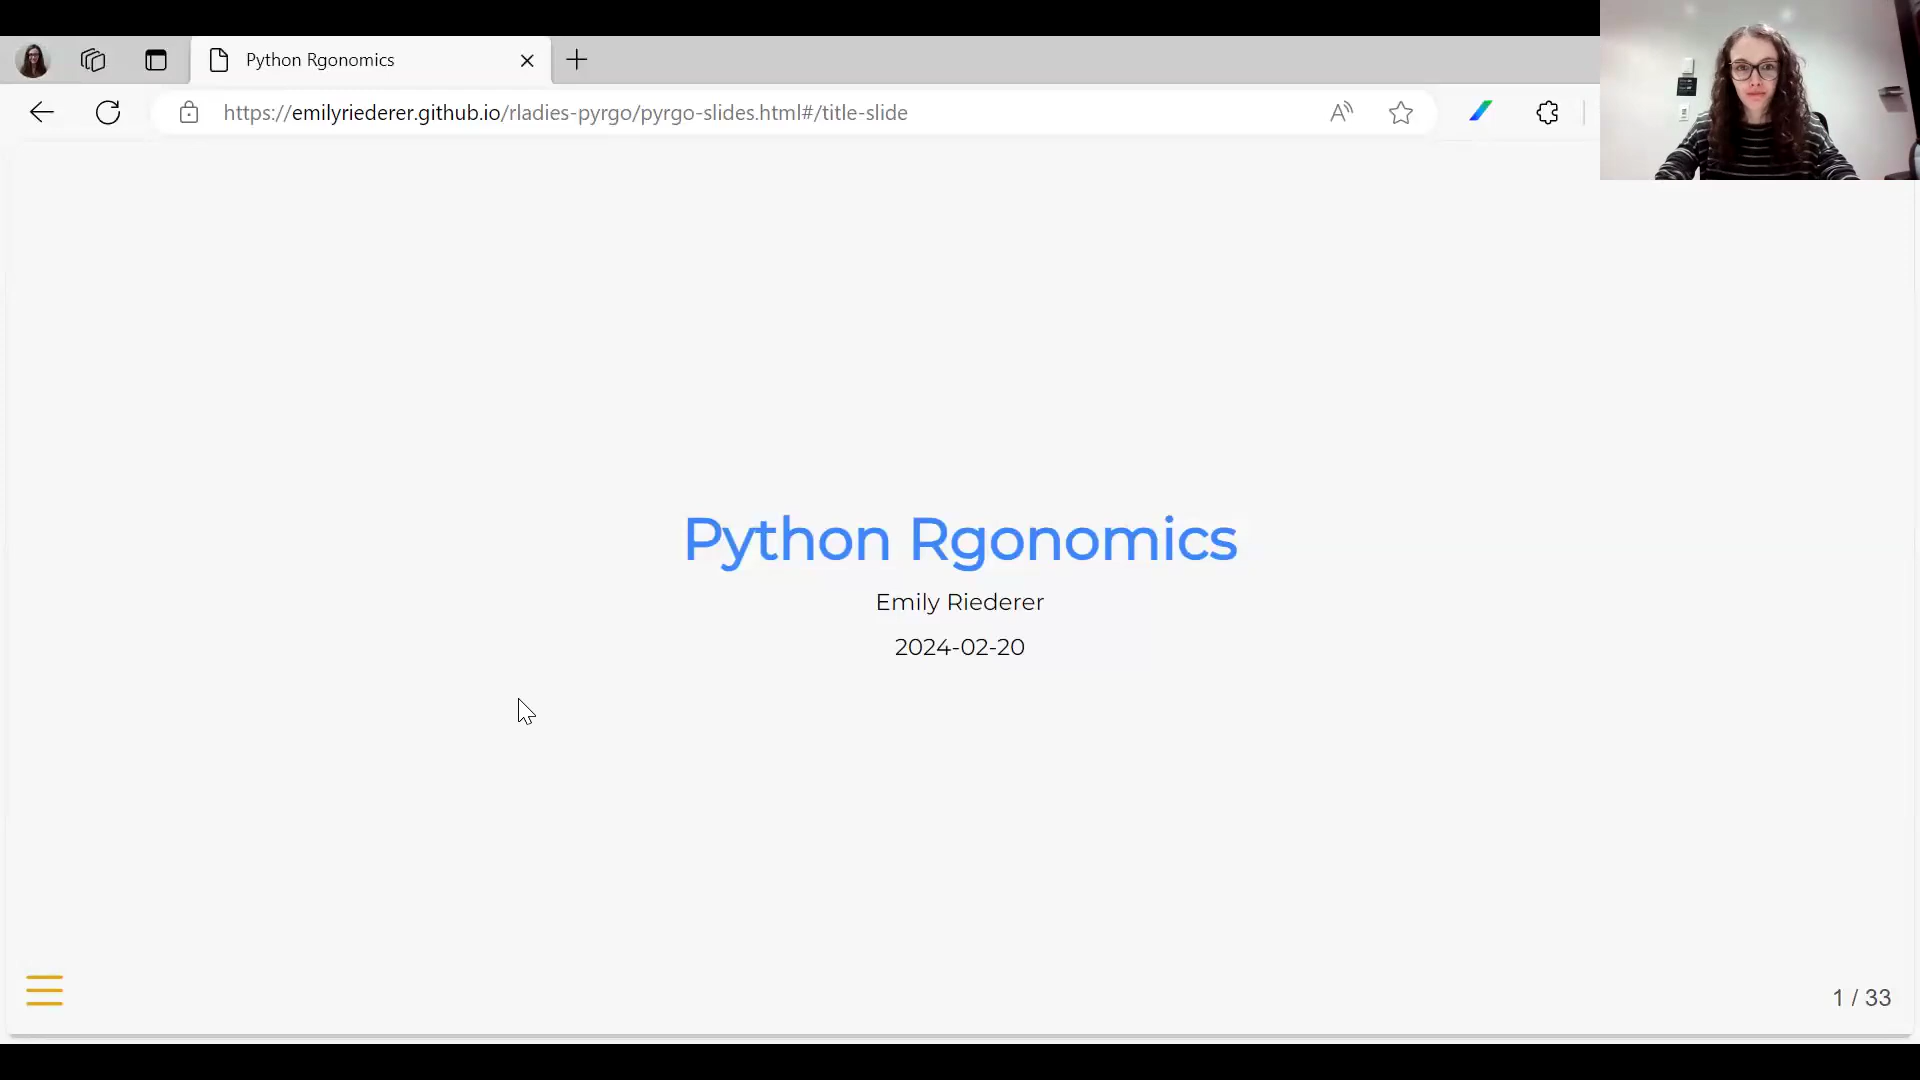 Python Rgonomics
https://emilyriederer.github.io/rladies-pyrgo/pyrgo-slides.html#/title-slide
Python Rgonomics
Emily Riederer
2024-02-20
1 / 33